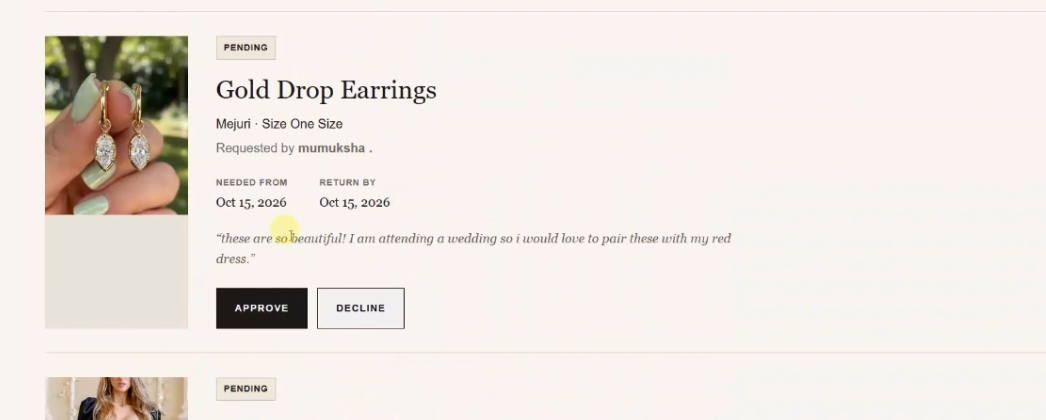 PENDING
Gold Drop Earrings
Mejuri · Size One Size
Requested by mumuksha .
NEEDED FROM RETURN BY
Oct 15, 2026 Oct 15, 2026
“these are so beautiful! I am attending a wedding so i would love to pair these with my red
dress.”
APPROVE DECLINE
PENDING